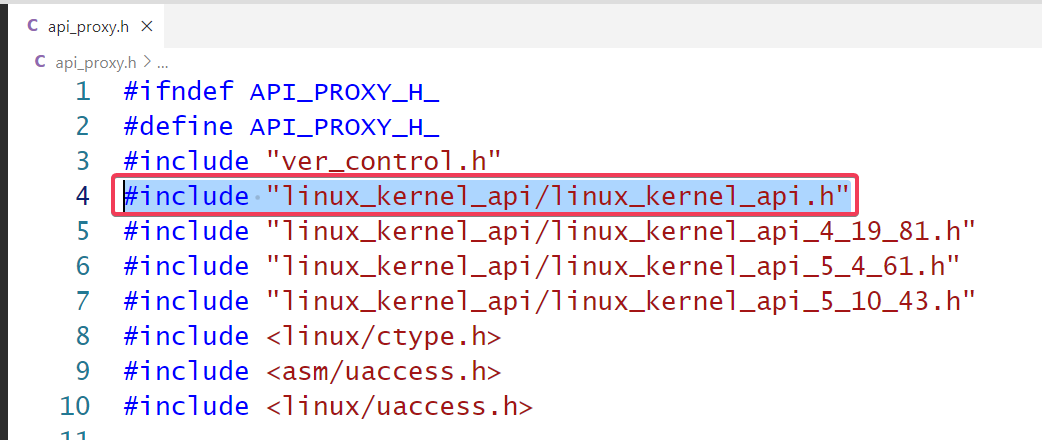 C api_proxy.h ×
C api_proxy.h > ...
1 #ifndef API_PROXY_H_
2 #define API_PROXY_H_
3 #include "ver_control.h"
4 #include "linux_kernel_api/linux_kernel_api.h"
5 #include "linux_kernel_api/linux_kernel_api_4_19_81.h"
6 #include "linux_kernel_api/linux_kernel_api_5_4_61.h"
7 #include "linux_kernel_api/linux_kernel_api_5_10_43.h"
8 #include <linux/ctype.h>
9 #include <asm/uaccess.h>
10 #include <linux/uaccess.h>
11